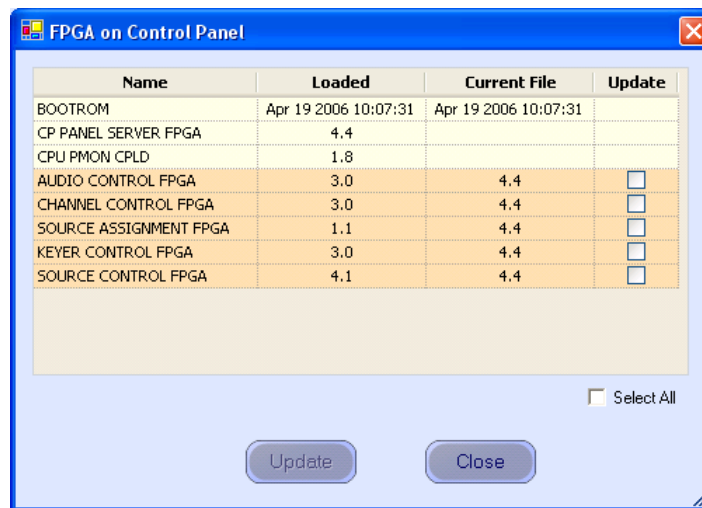 FPGA on Control Panel
Name Loaded Current File Update
BOOTROM Apr 19 2006 10:07:31 Apr 19 2006 10:07:31
CP PANEL SERVER FPGA 4.4
CPU PMON CPLD 1.8
AUDIO CONTROL FPGA 3.0 4.4
CHANNEL CONTROL FPGA 3.0 4.4
SOURCE ASSIGNMENT FPGA 1.1 4.4
KEYER CONTROL FPGA 3.0 4.4
SOURCE CONTROL FPGA 4.1 4.4
Select All
Update Close